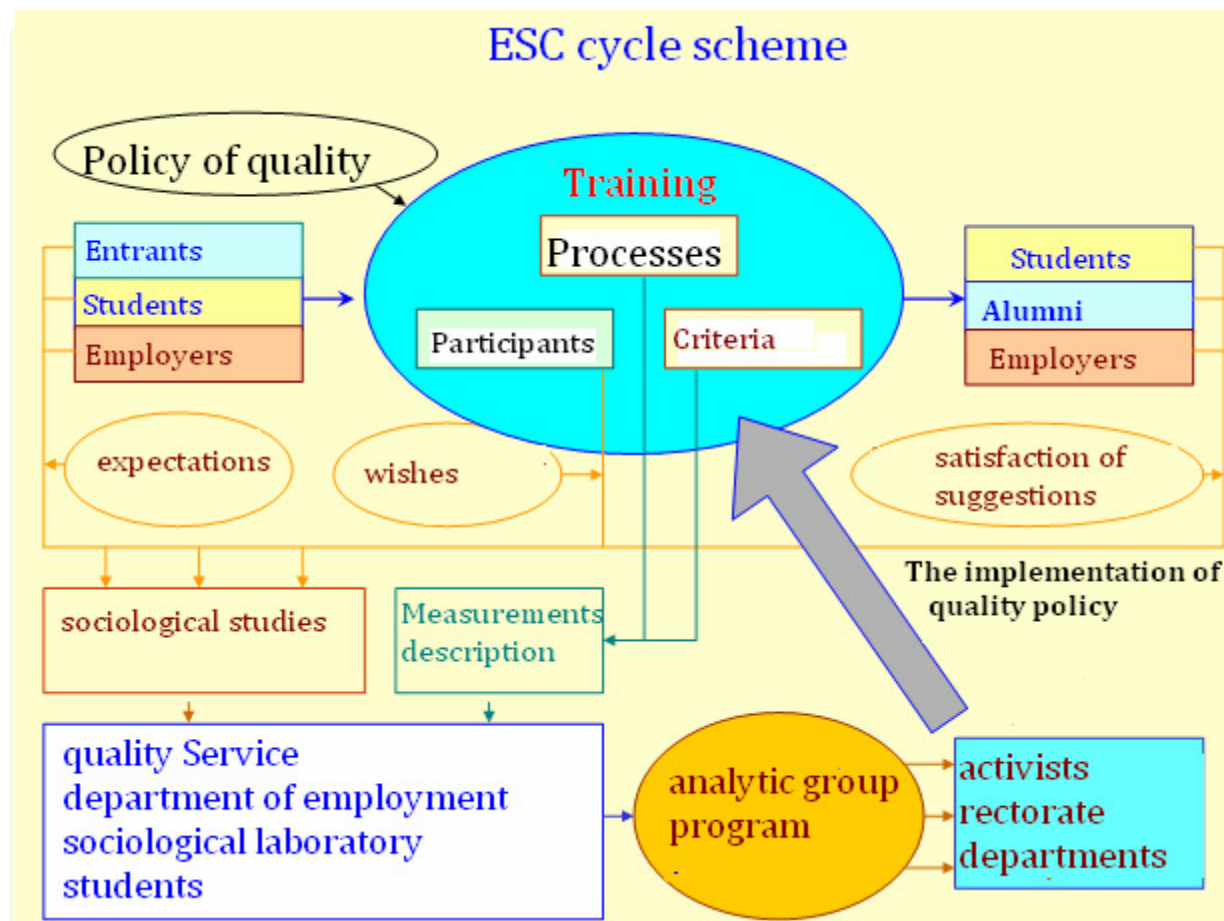 ESC cycle scheme
Policy of quality
Training
Processes
Participants
Criteria
Entrants
Students
Employers
Students
Alumni
Employers
expectations
wishes
satisfaction of
suggestions
The implementation of
quality policy
sociological studies
Measurements
description
quality Service
department of employment
sociological laboratory
students
analytic group
program
activists
rectorate
departments